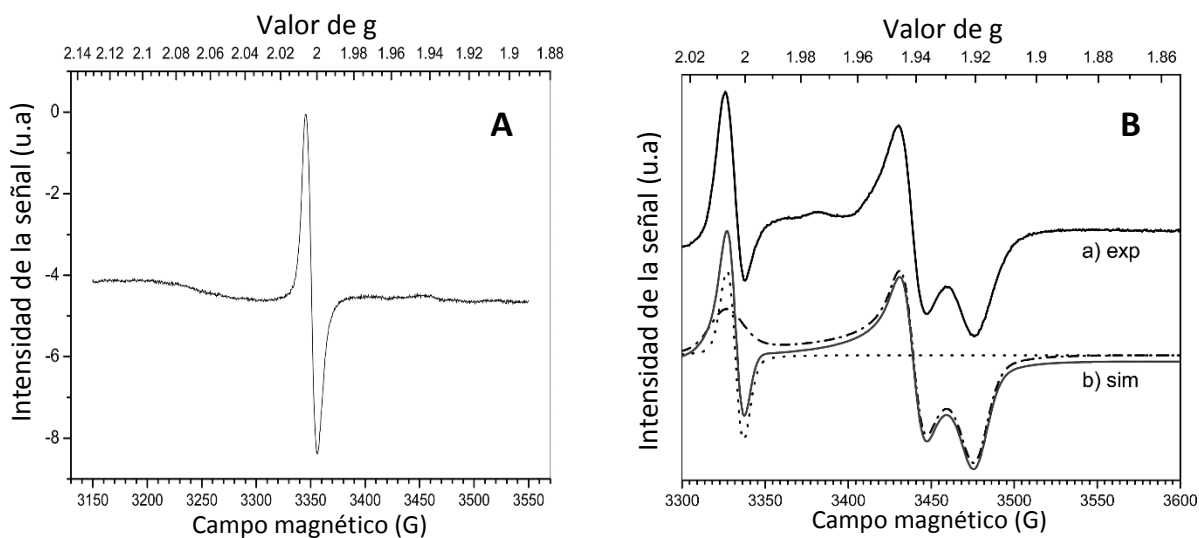 Valor de g
2.14 2.12 2.1 2.08 2.06 2.04 2.02 2 1.98 1.96 1.94 1.92 1.9 1.88
A
Intensidad de la señal (u.a)
0
-2
-4
-6
-8
3150 3200 3250 3300 3350 3400 3450 3500 3550
Campo magnético (G)
Valor de g
2.02 2 1.98 1.96 1.94 1.92 1.9 1.88 1.86
B
Intensidad de la señal (u.a)
a) exp
b) sim
3300 3350 3400 3450 3500 3550 3600
Campo magnético (G)